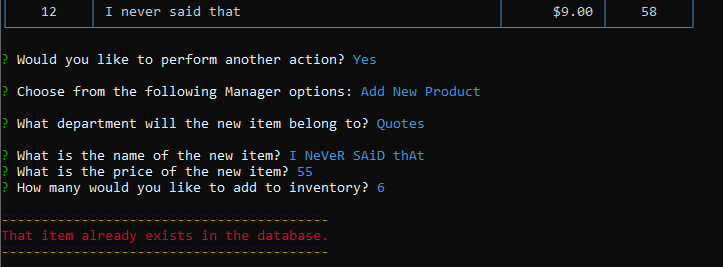 12 I never said that $9.00 58
? Would you like to perform another action? Yes
? Choose from the following Manager options: Add New Product
? What department will the new item belong to? Quotes
? What is the name of the new item? I NeVeR SAiD thAt
? What is the price of the new item? 55
? How many would you like to add to inventory? 6
-----------------------------------------
That item already exists in the database.
-----------------------------------------